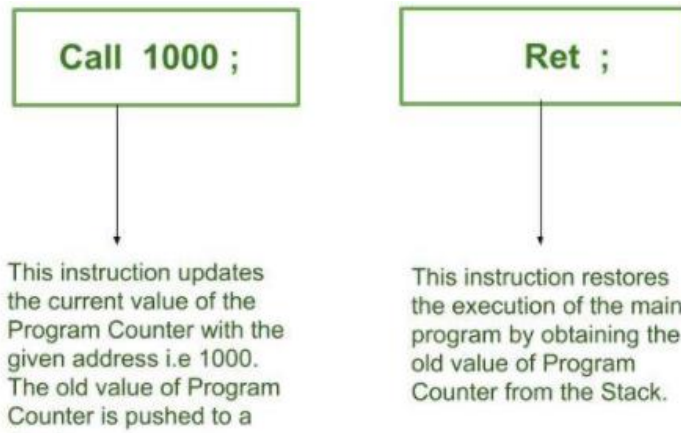 Call 1000 ;
This instruction updates
the current value of the
Program Counter with the
given address i.e 1000.
The old value of Program
Counter is pushed to a
Ret ;
This instruction restores
the execution of the main
program by obtaining the
old value of Program
Counter from the Stack.